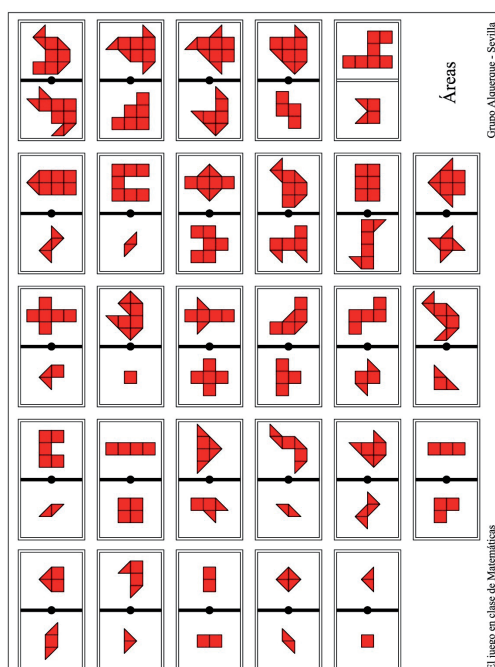 Áreas
Grupo Alquerque - Sevilla
El juego en clase de Matemáticas